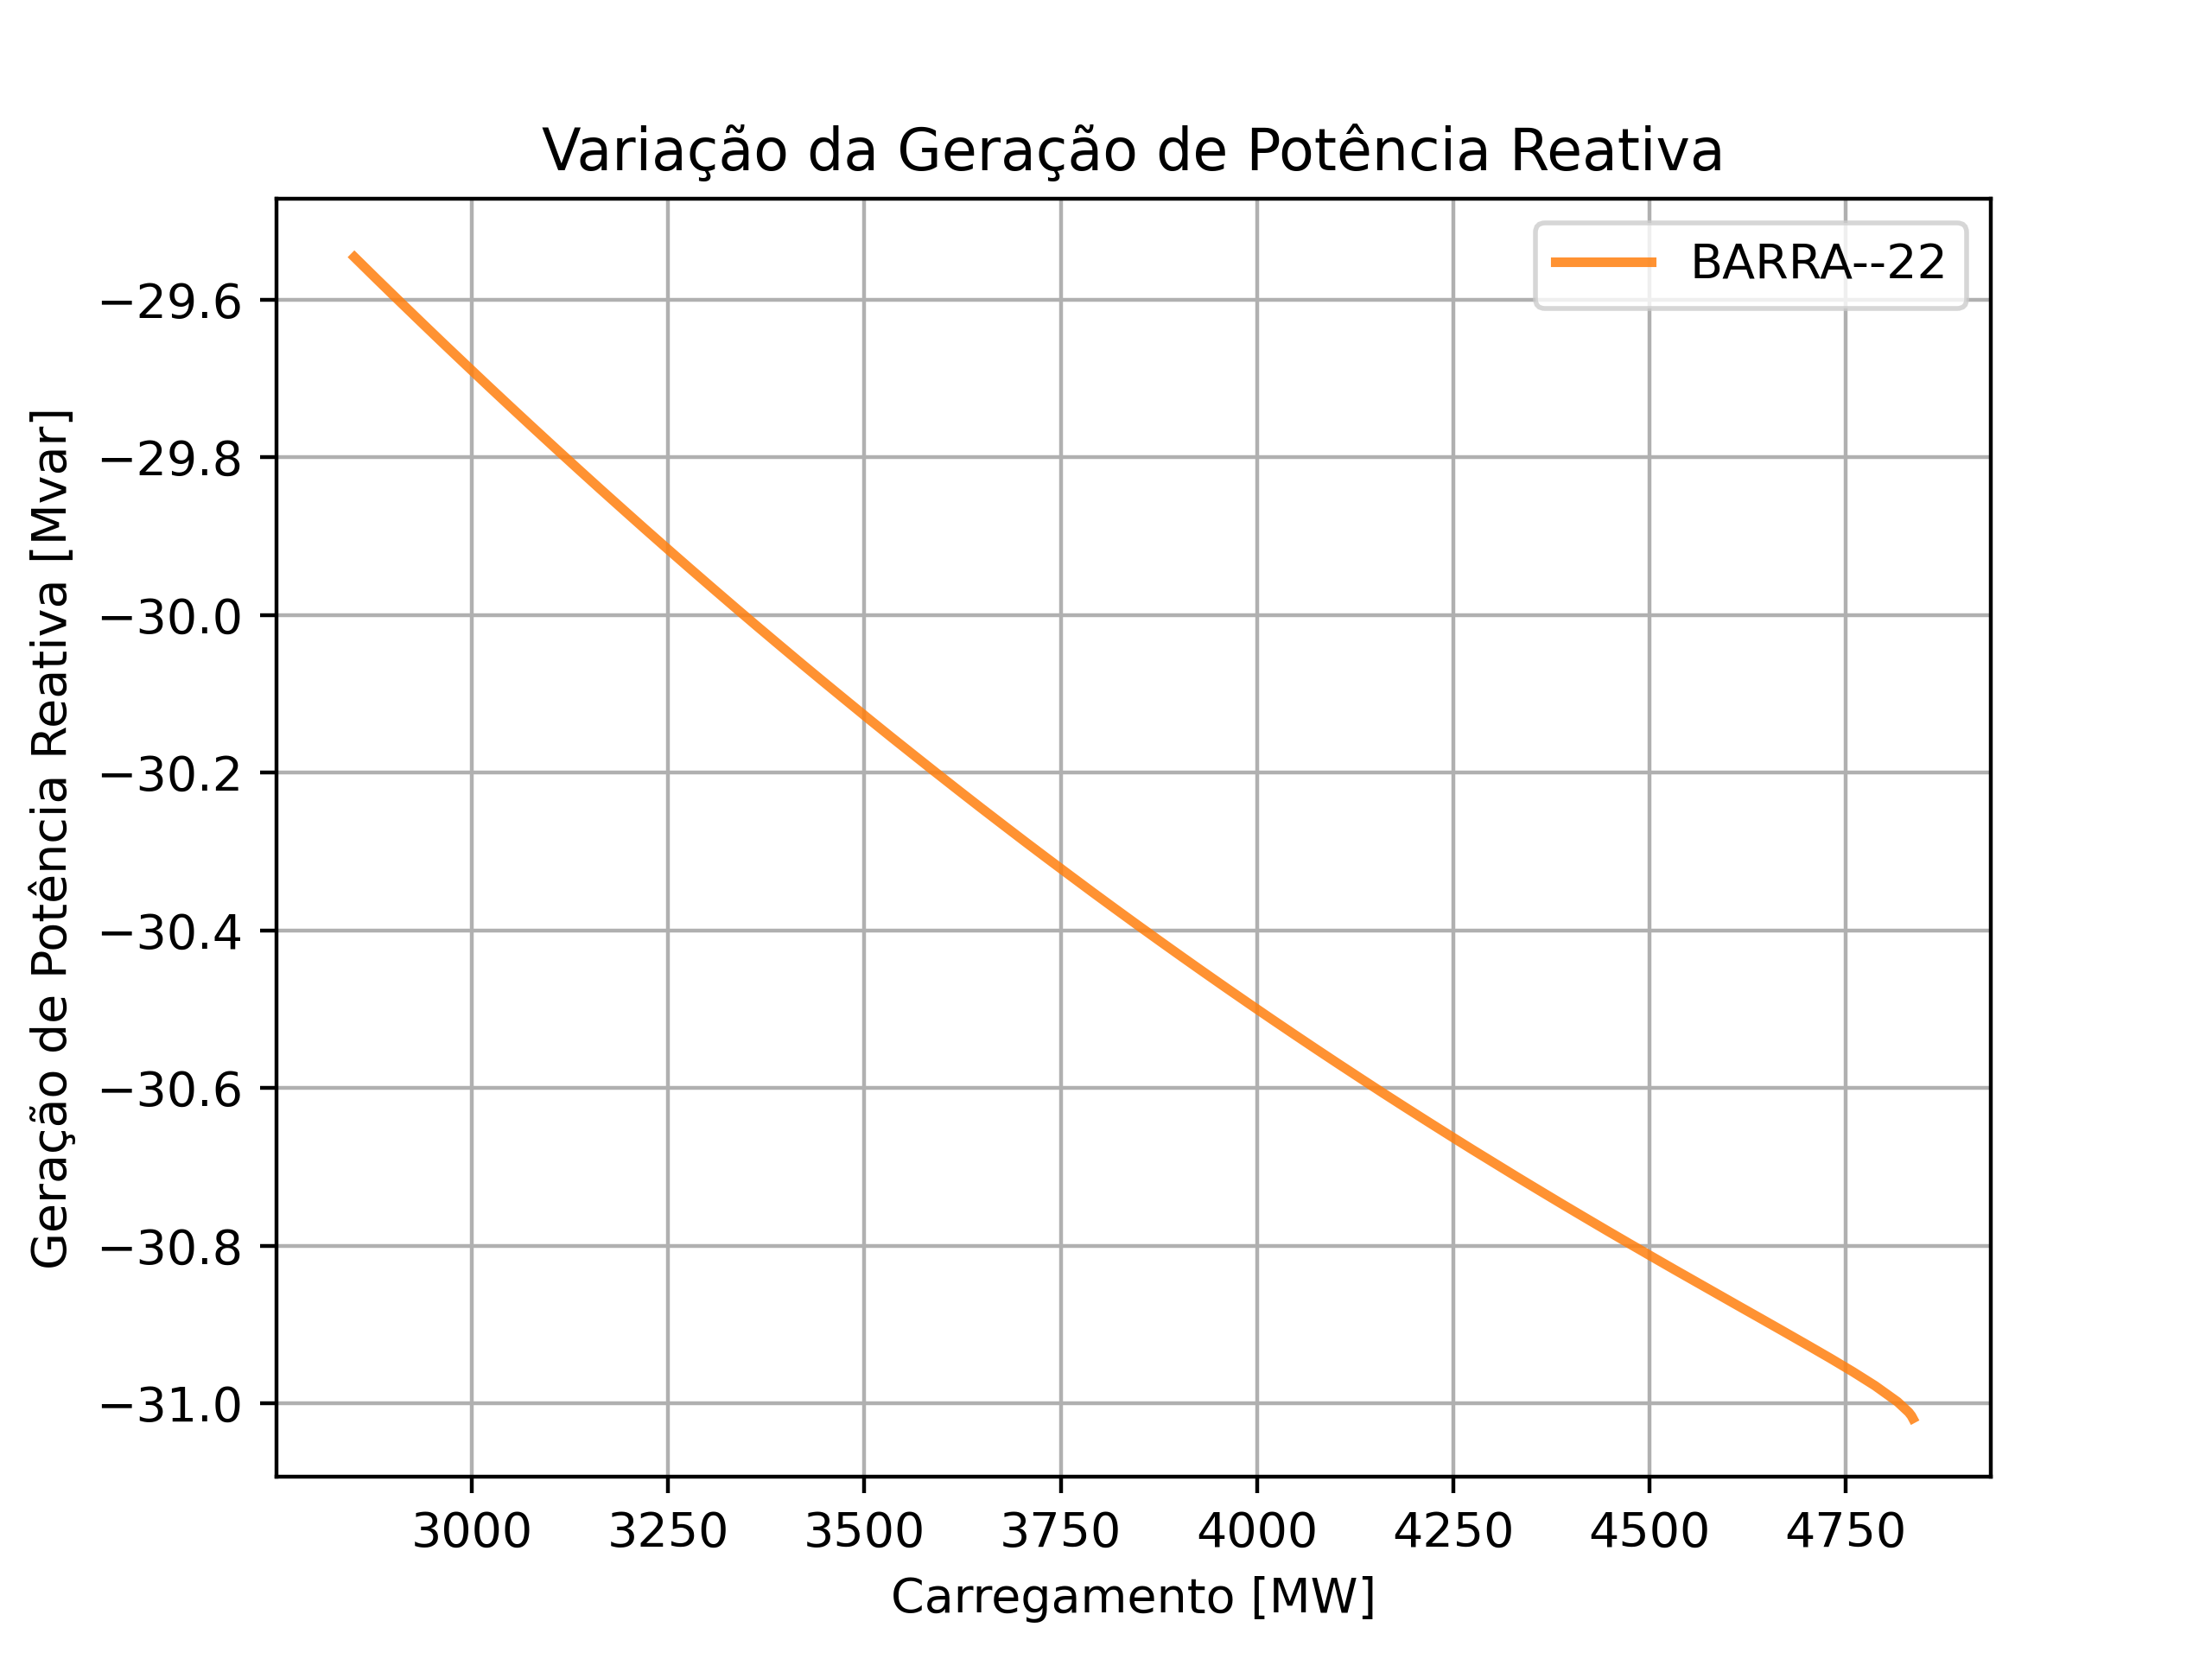 Variação da Geração de Potência Reativa
BARRA--22
Geração de Potência Reativa [Mvar]
−29.6
−29.8
−30.0
−30.2
−30.4
−30.6
−30.8
−31.0
3000 3250 3500 3750 4000 4250 4500 4750
Carregamento [MW]